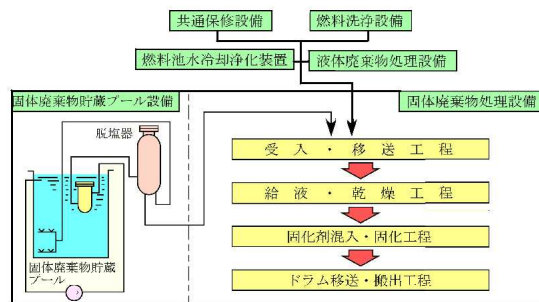 共通保修設備
燃料洗浄設備
燃料池水冷却浄化装置
液体廃棄物処理設備
固体廃棄物貯蔵プール設備
固体廃棄物処理設備
脱塩器
受入・移送工程
給液・乾燥工程
固化剤混入・固化工程
ドラム移送・搬出工程
固体廃棄物貯蔵
プール